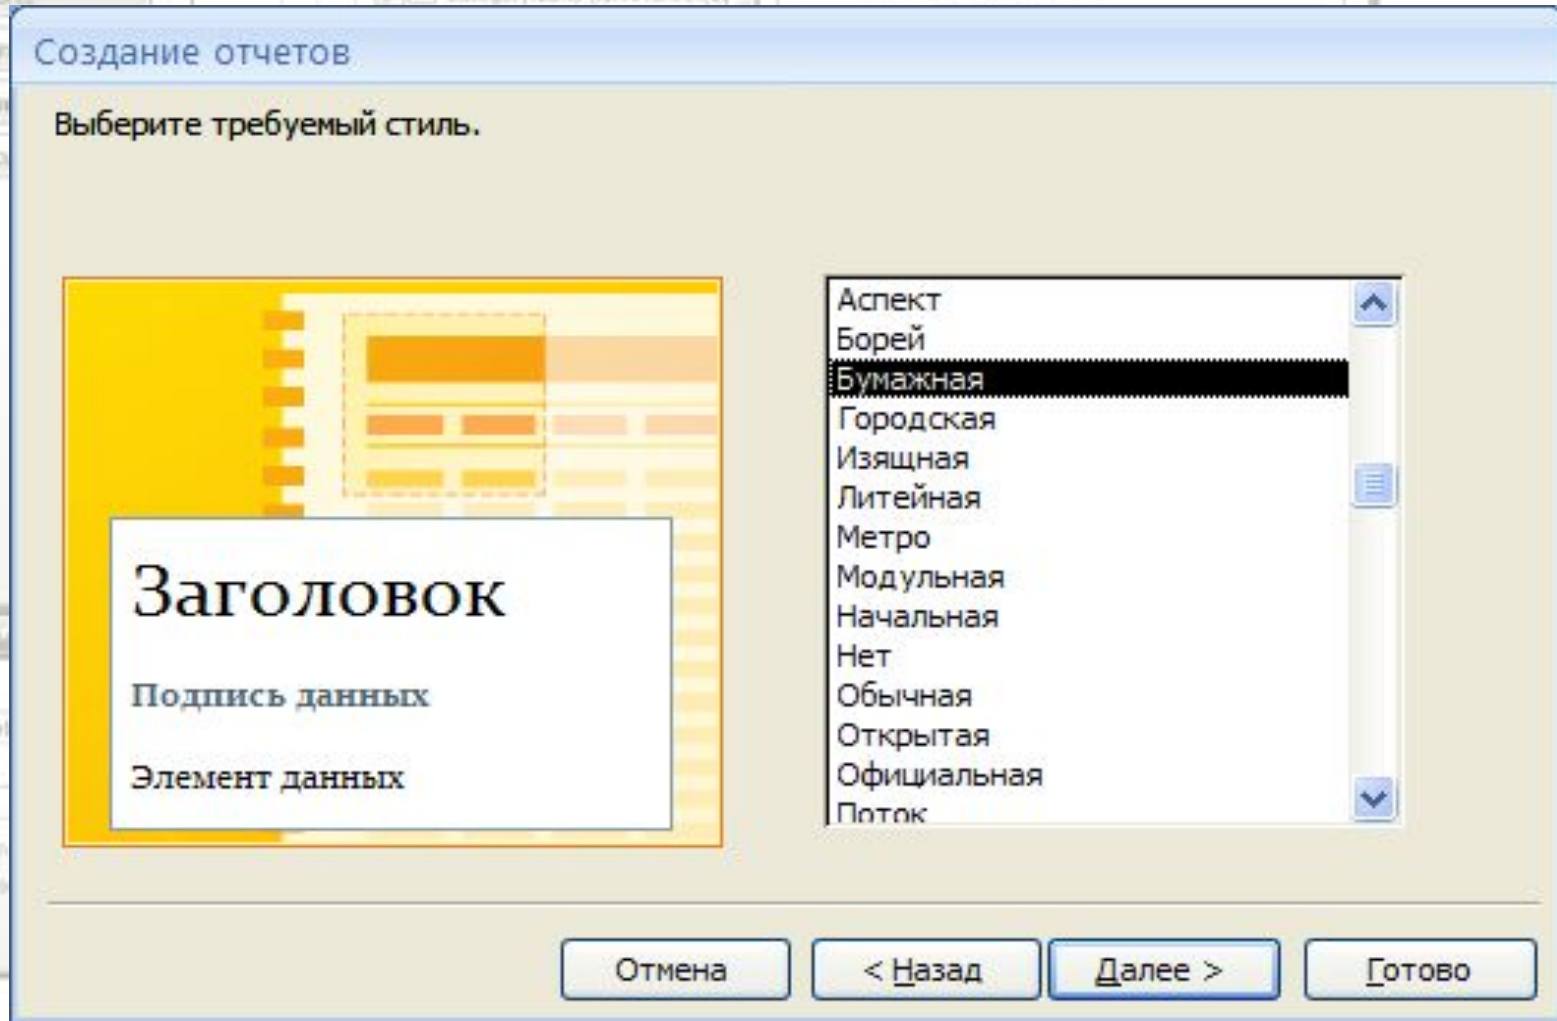 Создание отчетов
Выберите требуемый стиль.
Заголовок
Подпись данных
Элемент данных
Аспект
Борей
Бумажная
Городская
Изящная
Литейная
Метро
Модульная
Начальная
Нет
Обычная
Открытая
Официальная
Поток
Отмена
< Назад
Далее >
Готово